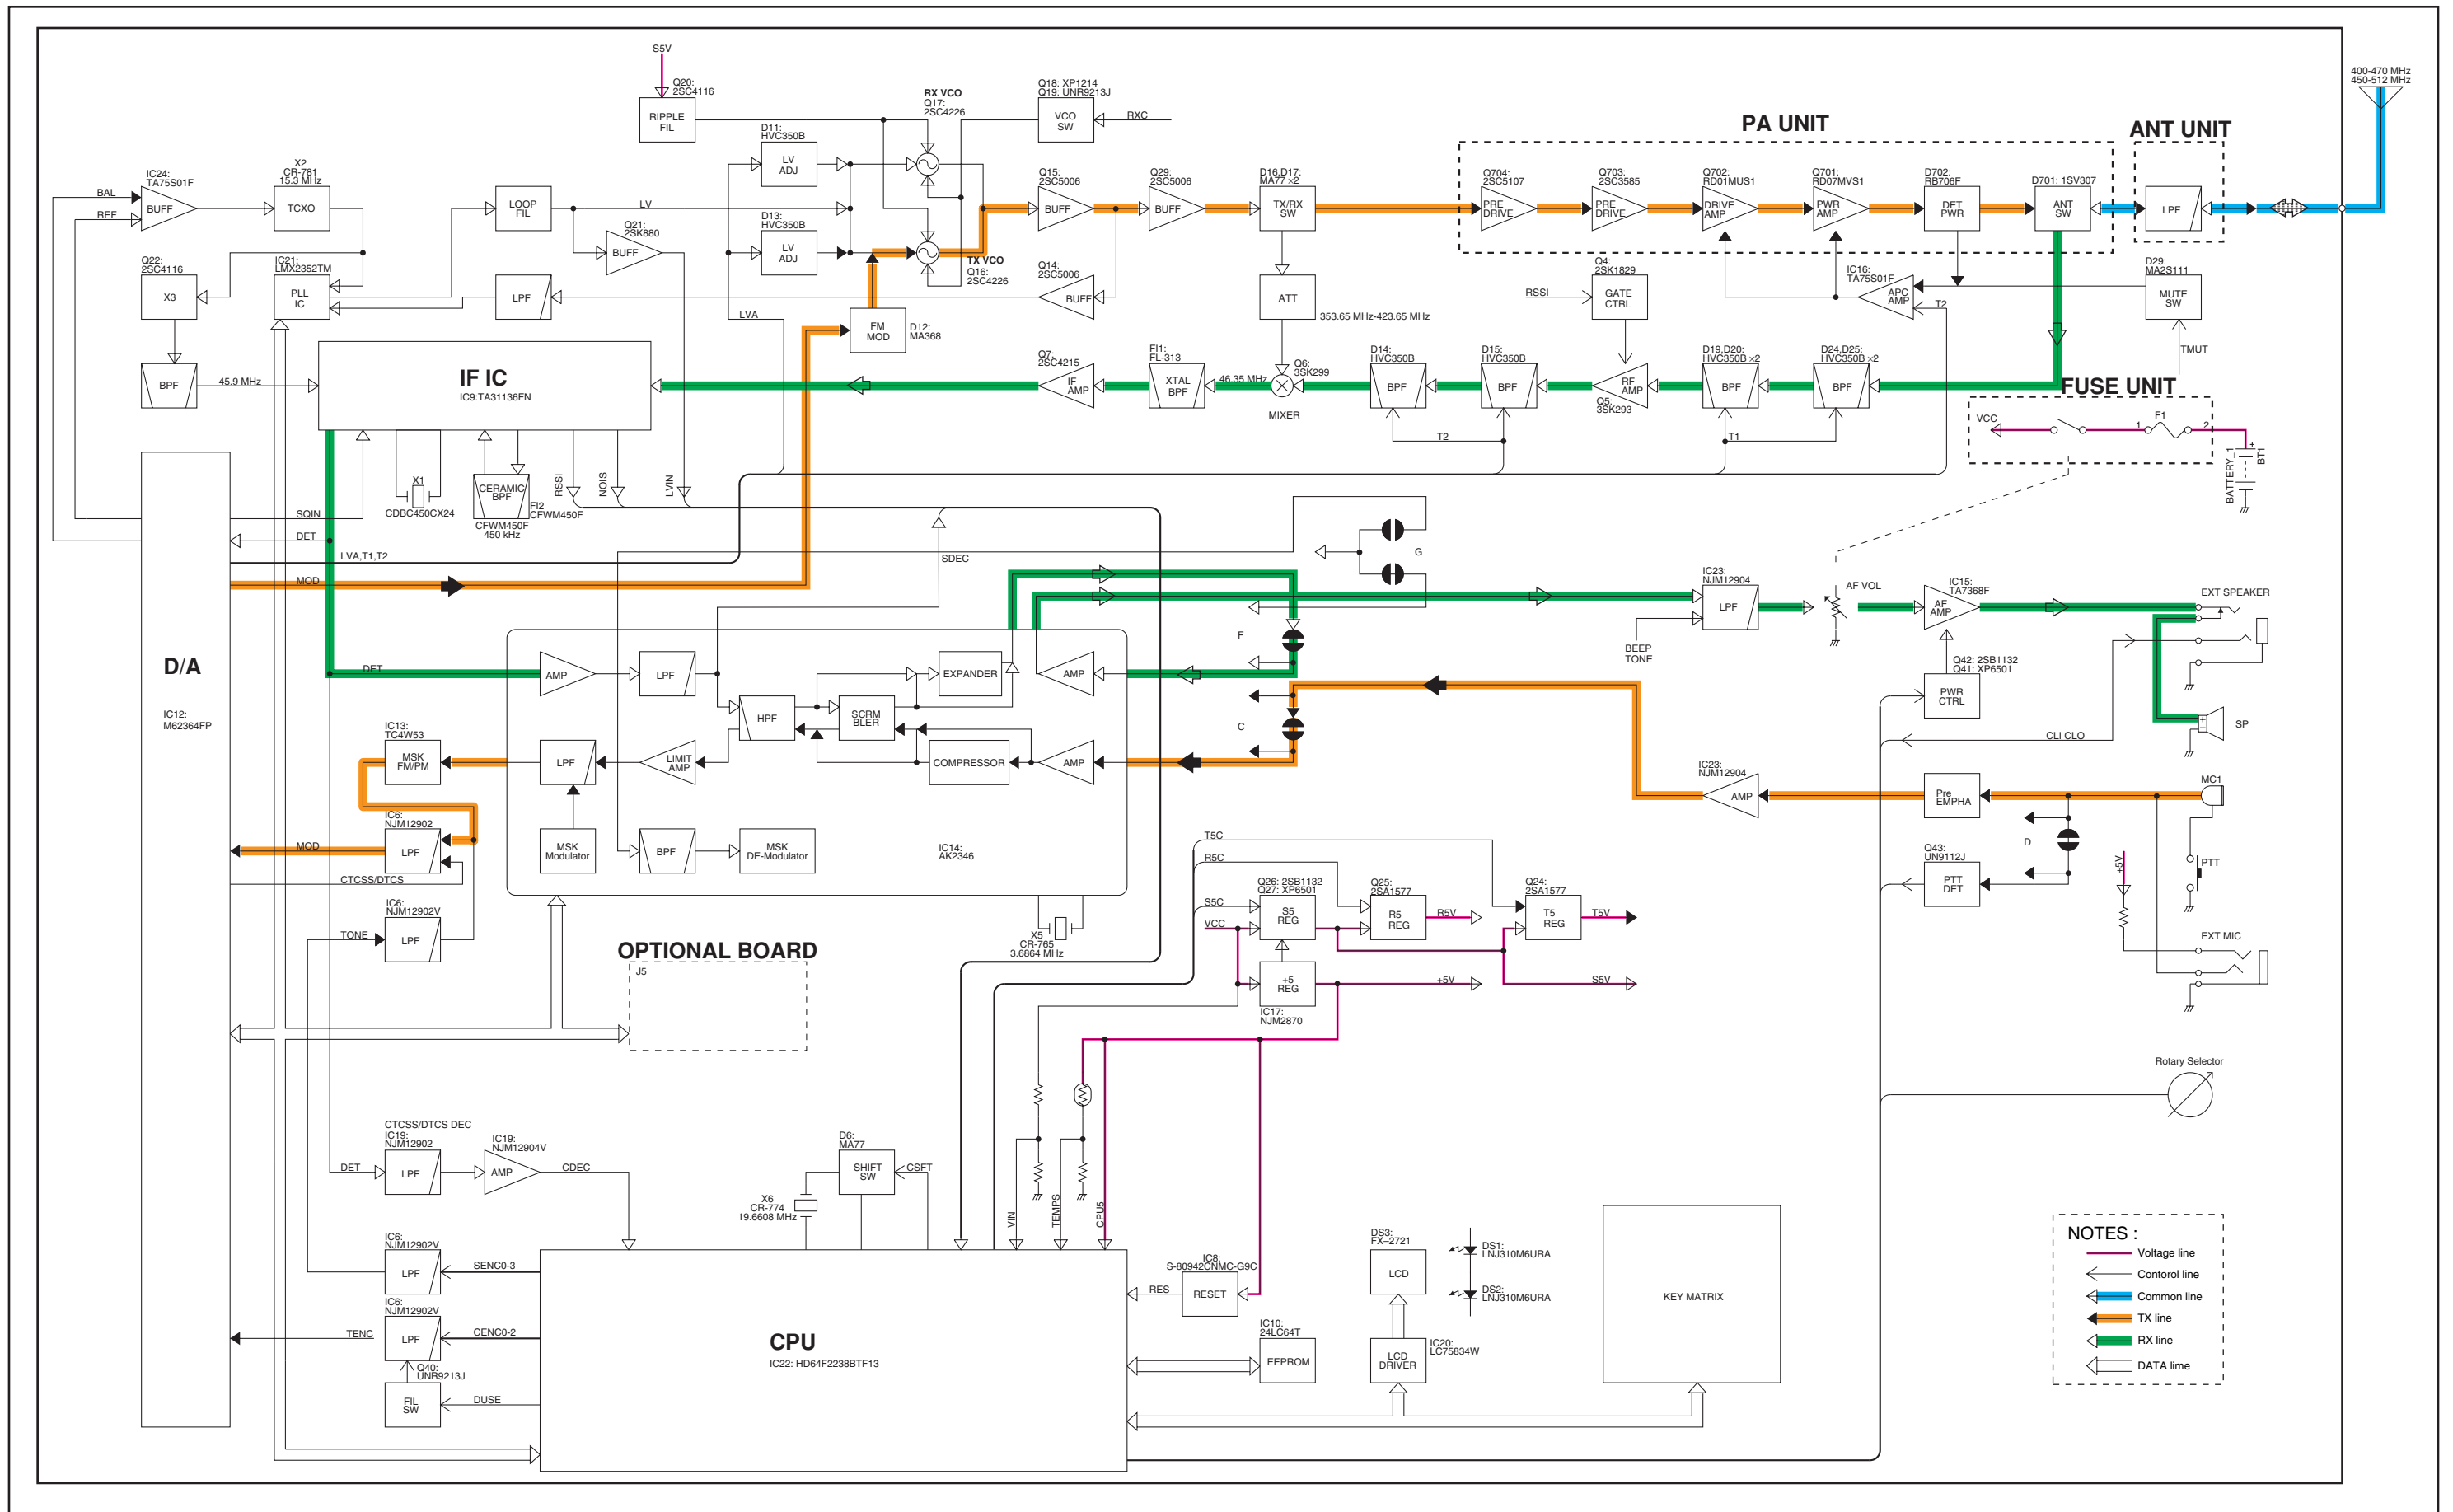 S5V
Q20:
2SC4116
RIPPLE
FIL
RX VCO
Q17:
2SC4226
Q18: XP1214
Q19: UNR9213J
VCO
SW
RXC
400-470 MHz
450-512 MHz
PA UNIT
ANT UNIT
D11:
HVC350B
LV
ADJ
IC24:
TA75S01F
BAL
REF
BUFF
X2
CR-781
15.3 MHz
TCXO
LOOP
FIL
LV
Q21:
2SK880
BUFF
D13:
HVC350B
LV
ADJ
TX VCO
Q16:
2SC4226
Q15:
2SC5006
BUFF
Q29:
2SC5006
BUFF
D16,D17:
MA77 ×2
TX/RX
SW
Q704:
2SC5107
PRE
DRIVE
Q703:
2SC3585
PRE
DRIVE
Q702:
RD01MUS1
DRIVE
AMP
Q701:
RD07MVS1
PWR
AMP
D702:
RB706F
DET
PWR
D701: 1SV307
ANT
SW
LPF
Q22:
2SC4116
X3
IC21:
LMX2352TM
PLL
IC
LPF
Q14:
2SC5006
BUFF
LVA
FM
MOD
D12:
MA368
ATT
353.65 MHz-423.65 MHz
RSSI
Q4:
2SK1829
GATE
CTRL
IC16:
TA75S01F
APC
AMP
T2
D29:
MA2S111
MUTE
SW
TMUT
BPF
45.9 MHz
IF IC
IC9:TA31136FN
Q7:
2SC4215
IF
AMP
FI1:
FL-313
XTAL
BPF
46.35 MHz
Q6:
3SK299
MIXER
D14:
HVC350B
BPF
D15:
HVC350B
BPF
RF
AMP
Q5:
3SK293
D19,D20:
HVC350B ×2
BPF
D24,D25:
HVC350B ×2
BPF
T2
T1
FUSE UNIT
VCC
F1
1
2
BATTERY_1
+
BT1
X1
CDBC450CX24
CERAMIC
BPF
FI2
CFWM450F
CFWM450F
450 kHz
RSSI
NOIS
LVIN
SQIN
DET
LVA,T1,T2
MOD
SDEC
G
D/A
IC12:
M62364FP
DET
AMP
LPF
HPF
SCRM
BLER
EXPANDER
AMP
F
C
IC23:
NJM12904
LPF
BEEP
TONE
AF VOL
IC15:
TA7368F
AF
AMP
EXT SPEAKER
Q42: 2SB1132
Q41: XP6501
PWR
CTRL
SP
+
−
CLI CLO
IC13:
TC4W53
MSK
FM/PM
LPF
LIMIT
AMP
COMPRESSOR
AMP
IC23:
NJM12904
AMP
Pre
EMPHA
MC1
IC6:
NJM12902
LPF
MOD
CTCSS/DTCS
MSK
Modulator
BPF
MSK
DE-Modulator
IC14:
AK2346
D
Q43:
UN9112J
PTT
DET
+5V
PTT
EXT MIC
IC6:
NJM12902V
TONE
LPF
X5
CR-765
3.6864 MHz
T5C
R5C
S5C
VCC
Q26: 2SB1132
Q27: XP6501
S5
REG
Q25:
2SA1577
R5
REG
R5V
Q24:
2SA1577
T5
REG
T5V
+5
REG
IC17:
NJM2870
+5V
S5V
OPTIONAL BOARD
J5
Rotary Selector
CTCSS/DTCS DEC
IC19:
NJM12902
DET
LPF
IC19:
NJM12904V
AMP
CDEC
D6:
MA77
SHIFT
SW
CSFT
X6
CR-774
19.6608 MHz
VIN
TEMPS
CPU5
IC6:
NJM12902V
LPF
SENC0-3
IC6:
NJM12902V
TENC
LPF
CENC0-2
Q40:
UNR9213J
FIL
SW
DUSE
CPU
IC22: HD64F2238BTF13
IC8:
S-80942CNMC-G9C
RES
RESET
IC10:
24LC64T
EEPROM
DS3:
FX−2721
LCD
LCD
DRIVER
IC20:
LC75834W
DS1:
LNJ310M6URA
DS2:
LNJ310M6URA
KEY MATRIX
NOTES :
Voltage line
Contorol line
Common line
TX line
RX line
DATA lime